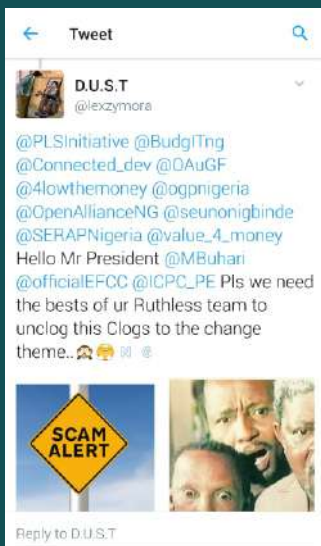 Tweet
D.U.S.T
@lexzymora
@PLSInitiative @BudgITng
@Connected_dev @OAuGF
@4lowthemoney @ogpnigeria
@OpenAllianceNG @seunonigbinde
@SERAPNigeria @value_4_money
Hello Mr President @MBuhari
@officialEFCC @ICPC_PE Pls we need
the bests of ur Ruthless team to
unclog this Clogs to the change
theme..
SCAM
ALERT
Reply to D.U.S.T